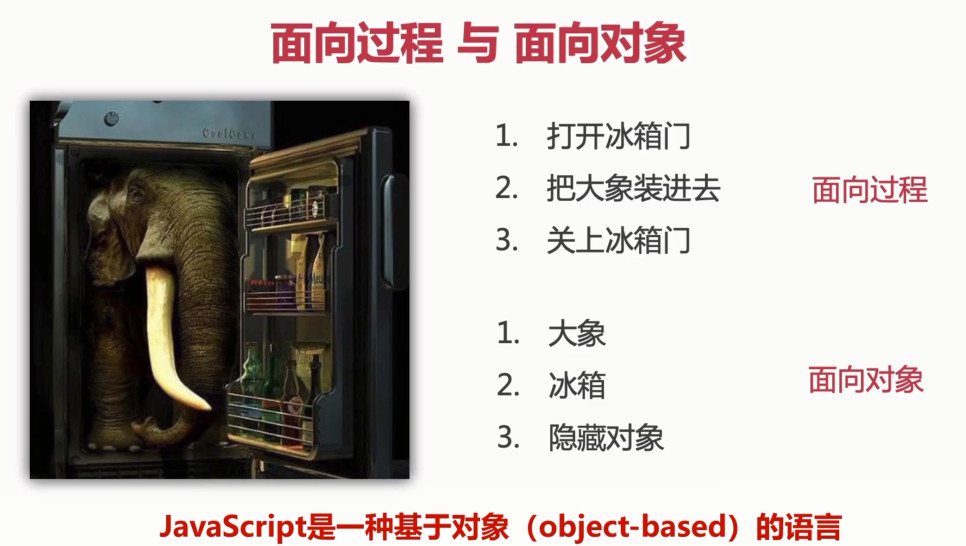 面向过程 与 面向对象
1. 打开冰箱门
2. 把大象装进去
面向过程
3. 关上冰箱门
1. 大象
2. 冰箱
面向对象
3. 隐藏对象
JavaScript是一种基于对象（object-based）的语言